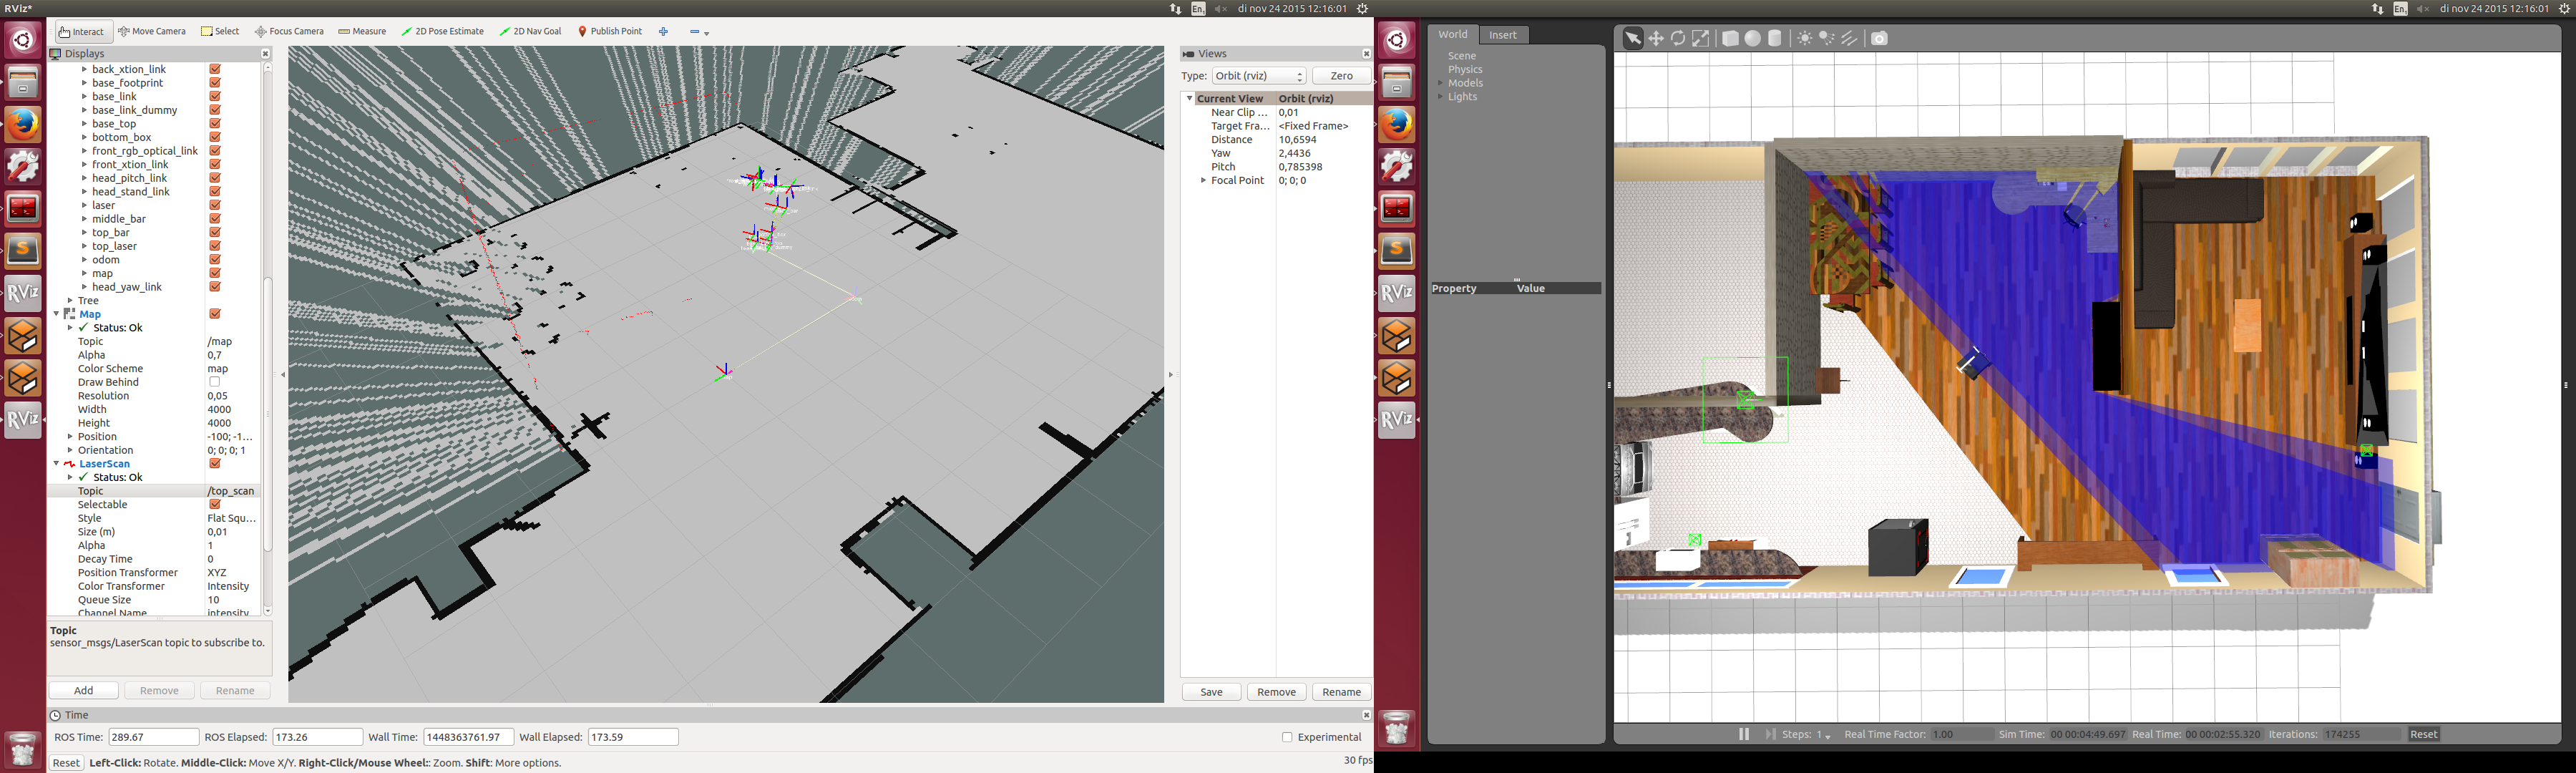 RViz*
En
di nov 24 2015 12:16:01
En
di nov 24 2015 12:16:01
Interact
Move Camera
Select
Focus Camera
Measure
2D Pose Estimate
2D Nav Goal
Publish Point
Displays
back_xtion_link
base_footprint
base_link
base_link_dummy
base_top
bottom_box
front_rgb_optical_link
front_xtion_link
head_pitch_link
head_stand_link
laser
middle_bar
top_bar
top_laser
odom
map
head_yaw_link
Tree
Map
Status: Ok
Topic /map
Alpha 0,7
Color Scheme map
Draw Behind
Resolution 0,05
Width 4000
Height 4000
Position -100; -1...
Orientation 0; 0; 0; 1
LaserScan
Status: Ok
Topic /top_scan
Selectable
Style Flat Squ...
Size (m) 0,01
Alpha 1
Decay Time 0
Position Transformer XYZ
Color Transformer Intensity
Queue Size 10
Channel Name intensity
Topic
sensor_msgs/LaserScan topic to subscribe to.
Add
Remove
Rename
Views
Type: Orbit (rviz)
Zero
Current View Orbit (rviz)
Near Clip ... 0,01
Target Fra... <Fixed Frame>
Distance 10,6594
Yaw 2,4436
Pitch 0,785398
Focal Point 0; 0; 0
Save
Remove
Rename
Time
ROS Time: 289.67
ROS Elapsed: 173.26
Wall Time: 1448363761.97
Wall Elapsed: 173.59
Experimental
Reset
Left-Click: Rotate. Middle-Click: Move X/Y. Right-Click/Mouse Wheel:: Zoom. Shift: More options.
30 fps
RViz
RViz
RViz
RViz
World
Insert
Scene
Physics
Models
Lights
Property Value
Steps: 1
Real Time Factor: 1.00
Sim Time: 00 00:04:49.697
Real Time: 00 00:02:55.320
Iterations: 174255
Reset